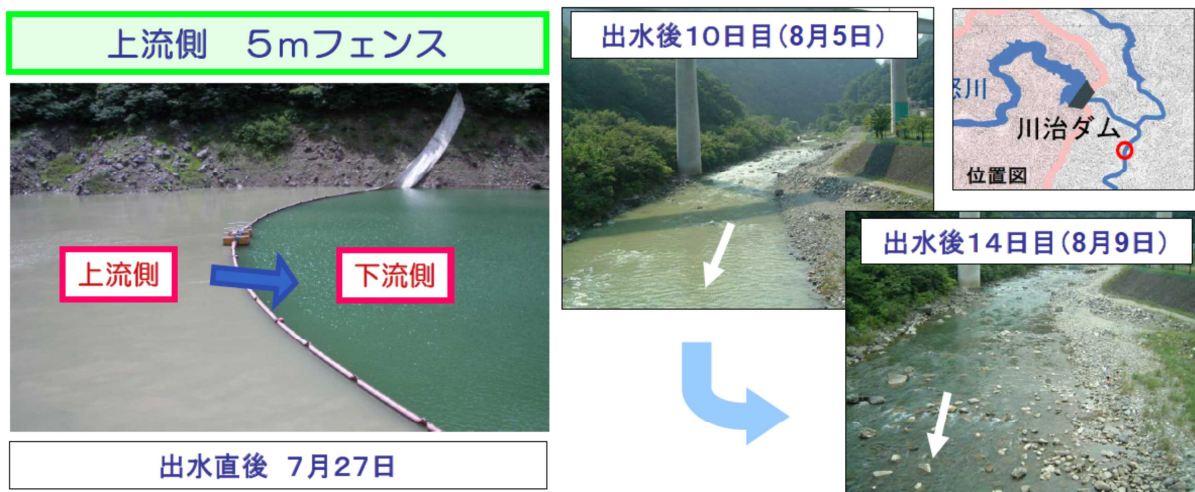 上流側　５ｍフェンス
上流側
下流側
出水直後 ７月２７日
出水後１０日目（８月５日）
怒川
川治ダム
位置図
出水後１４日目（８月９日）